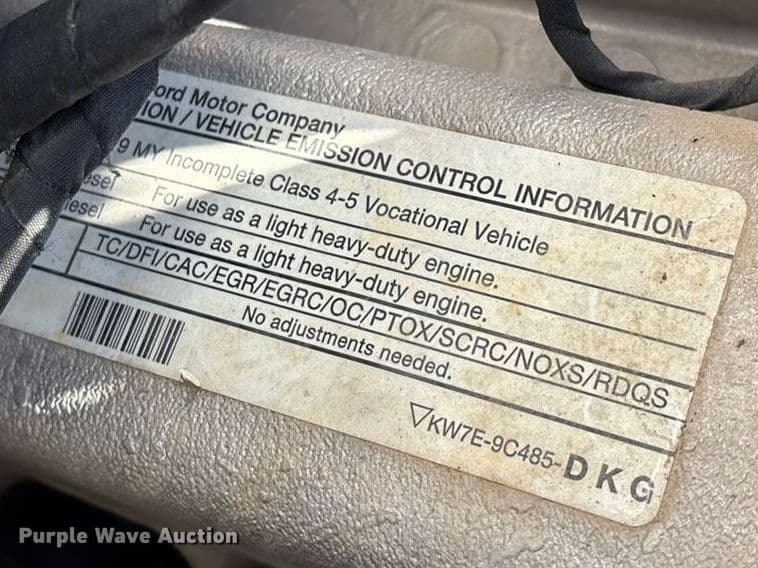 ord Motor Company
ION / VEHICLE EMISSION CONTROL INFORMATION
9 MY Incomplete Class 4-5 Vocational Vehicle
esel For use as a light heavy-duty engine.
iesel For use as a light heavy-duty engine.
TC/DFI/CAC/EGR/EGRC/OC/PTOX/SCRC/NOXS/RDQS
No adjustments needed.
▽KW7E-9C485-DKG
Purple Wave Auction